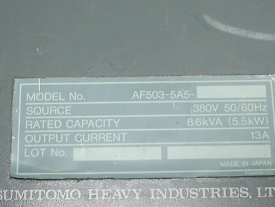 MODEL No. AF503-5A5-
SOURCE 380V 50/60Hz
RATED CAPACITY 8.6kVA (5.5kW)
OUTPUT CURRENT 13A
LOT No.
MADE IN JAPAN
SUMITOMO HEAVY INDUSTRIES, LT